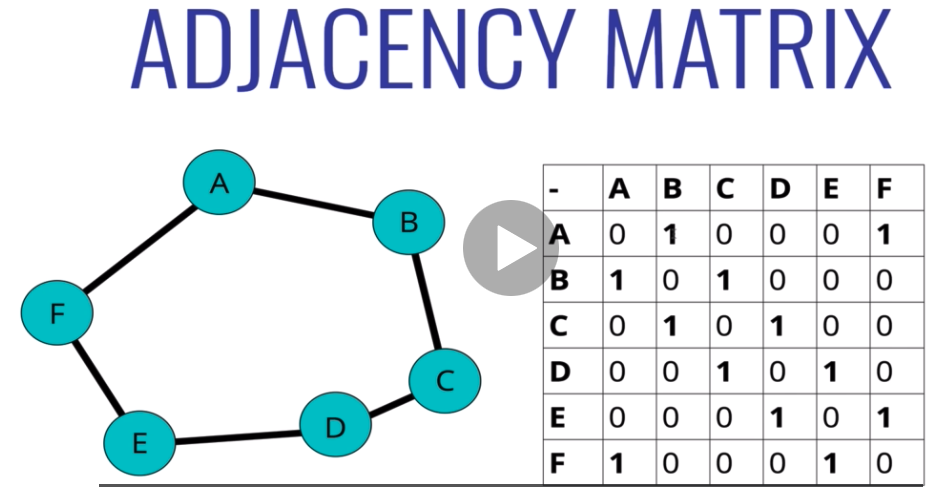 ADJACENCY MATRIX
A
B
F
C
D
E
- A B C D E F
A 0 1 0 0 0 1
B 1 0 1 0 0 0
C 0 1 0 1 0 0
D 0 0 1 0 1 0
E 0 0 0 1 0 1
F 1 0 0 0 1 0